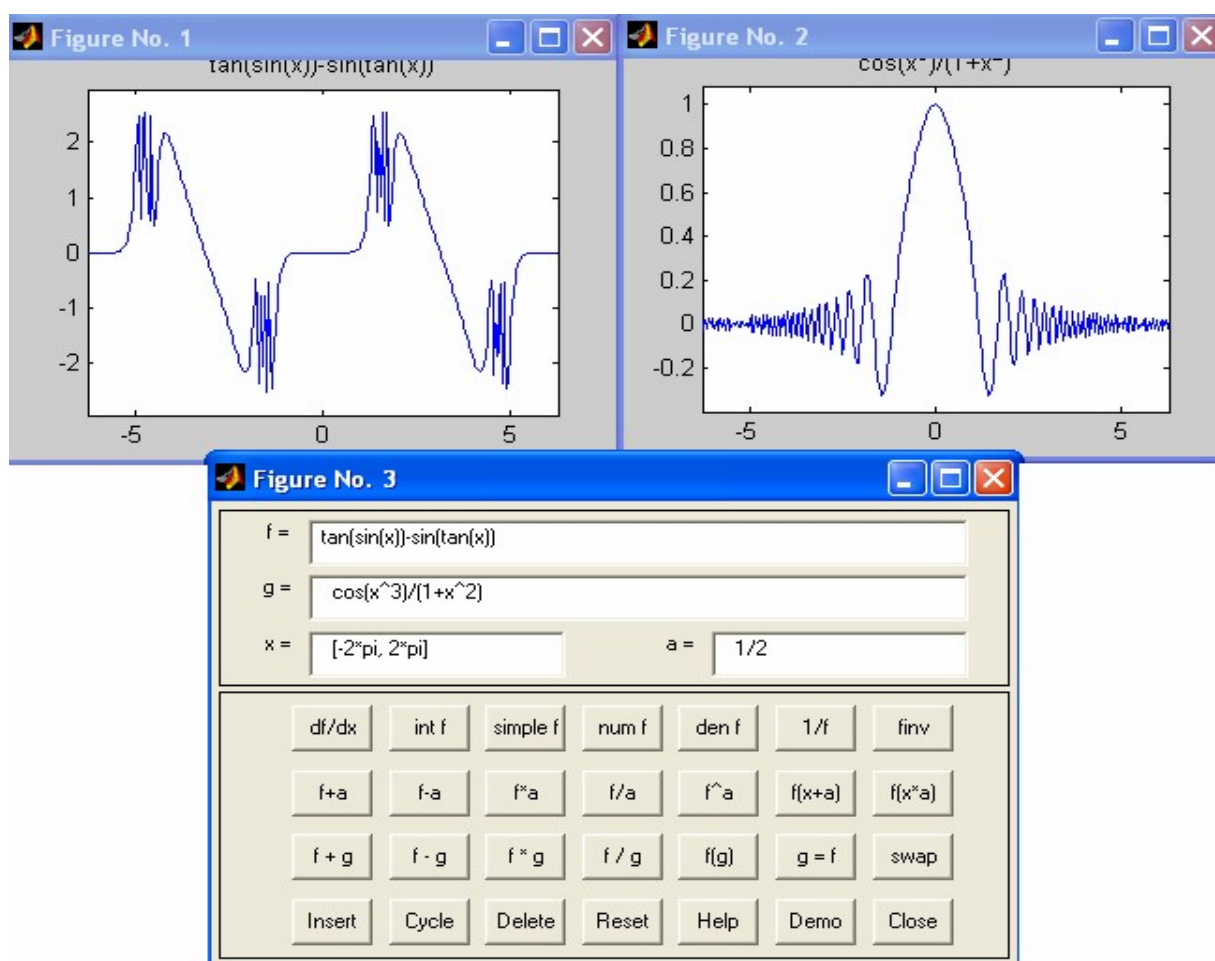 Figure No. 1
tan(sin(x))-sin(tan(x))
2
1
0
-1
-2
-5 0 5
Figure No. 2
1
0.8
0.6
0.4
0.2
0
-0.2
-5 0 5
Figure No. 3
f = tan(sin(x))-sin(tan(x))
g = cos(x^3)/(1+x^2)
x = [-2*pi, 2*pi] a = 1/2
df/dx int f simple f num f den f 1/f finv
f+a f-a f*a f/a f^a f(x+a) f(x*a)
f + g f - g f * g f / g f(g) g = f swap
Insert Cycle Delete Reset Help Demo Close